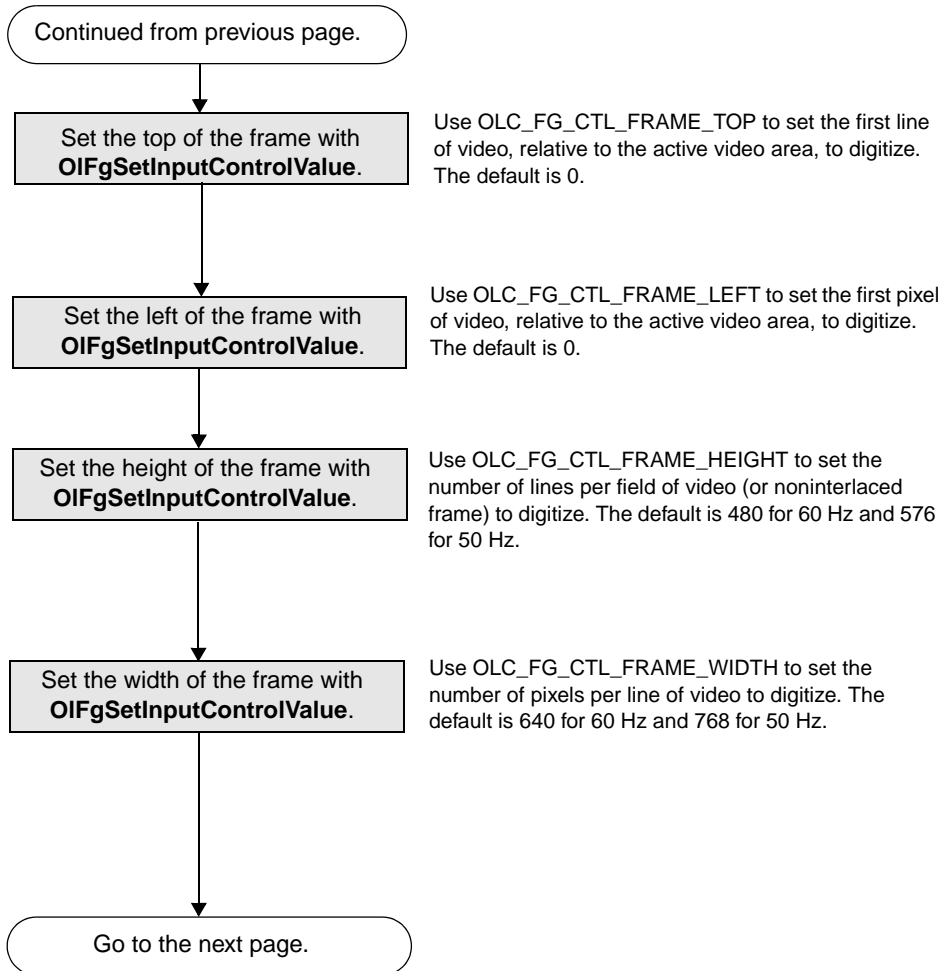 Continued from previous page.
Set the top of the frame with
OlFgSetInputControlValue.
Use OLC_FG_CTL_FRAME_TOP to set the first line
of video, relative to the active video area, to digitize.
The default is 0.
Set the left of the frame with
OlFgSetInputControlValue.
Use OLC_FG_CTL_FRAME_LEFT to set the first pixel
of video, relative to the active video area, to digitize.
The default is 0.
Set the height of the frame with
OlFgSetInputControlValue.
Use OLC_FG_CTL_FRAME_HEIGHT to set the
number of lines per field of video (or noninterlaced
frame) to digitize. The default is 480 for 60 Hz and 576
for 50 Hz.
Set the width of the frame with
OlFgSetInputControlValue.
Use OLC_FG_CTL_FRAME_WIDTH to set the
number of pixels per line of video to digitize. The
default is 640 for 60 Hz and 768 for 50 Hz.
Go to the next page.